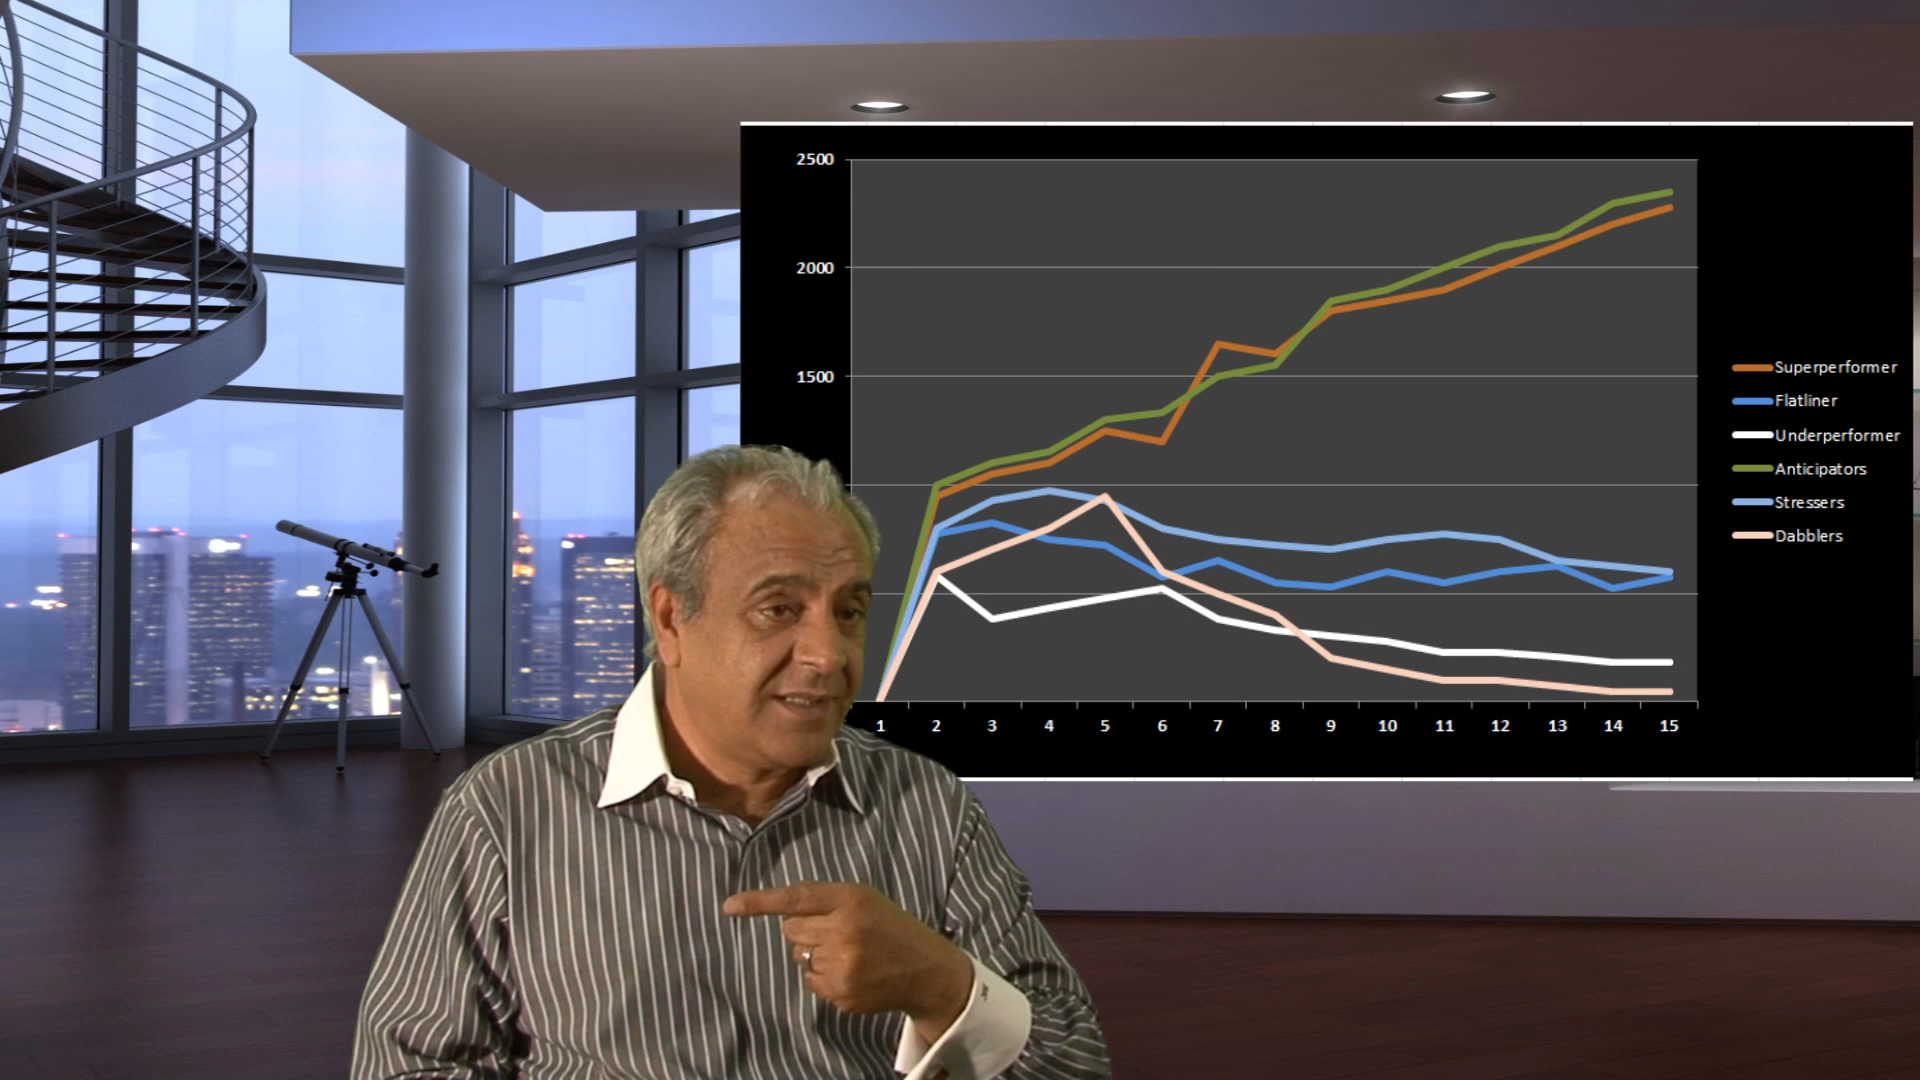 2500
2000
1500
1 2 3 4 5 6 7 8 9 10 11 12 13 14 15
Superperformer
Flatliner
Underperformer
Anticipators
Stressers
Dabblers